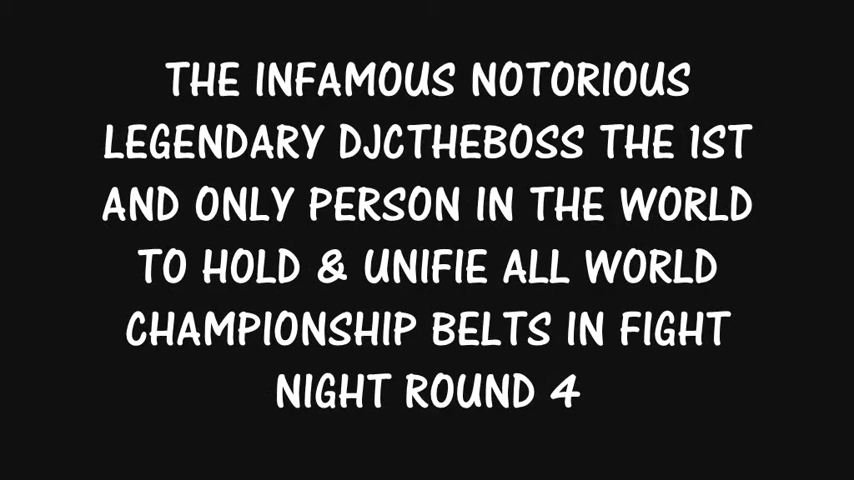 THE INFAMOUS NOTORIOUS
LEGENDARY DJCTHEBOSS THE 1ST
AND ONLY PERSON IN THE WORLD
TO HOLD & UNIFIE ALL WORLD
CHAMPIONSHIP BELTS IN FIGHT
NIGHT ROUND 4